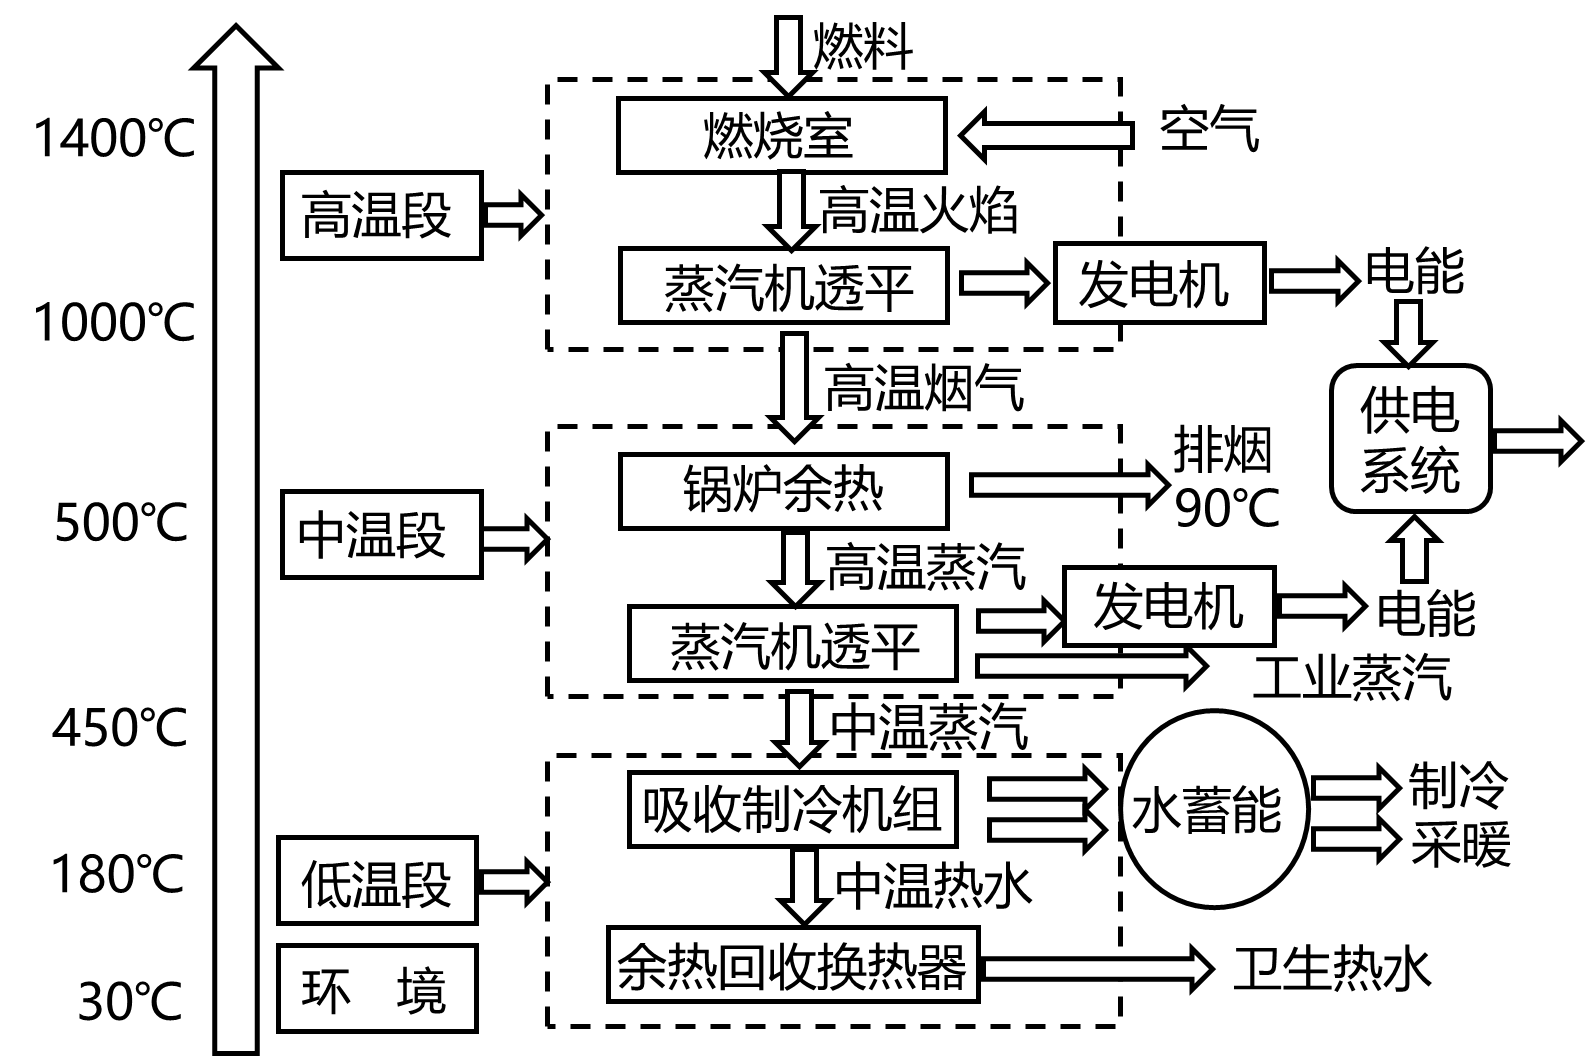 燃料
1400℃
燃烧室
空气
高温段
高温火焰
蒸汽机透平
发电机
电能
1000℃
高温烟气
供电
系统
锅炉余热
排烟
90℃
500℃
中温段
高温蒸汽
发电机
电能
蒸汽机透平
工业蒸汽
450℃
中温蒸汽
吸收制冷机组
水蓄能
制冷
采暖
180℃
低温段
中温热水
余热回收换热器
卫生热水
30℃
环 境